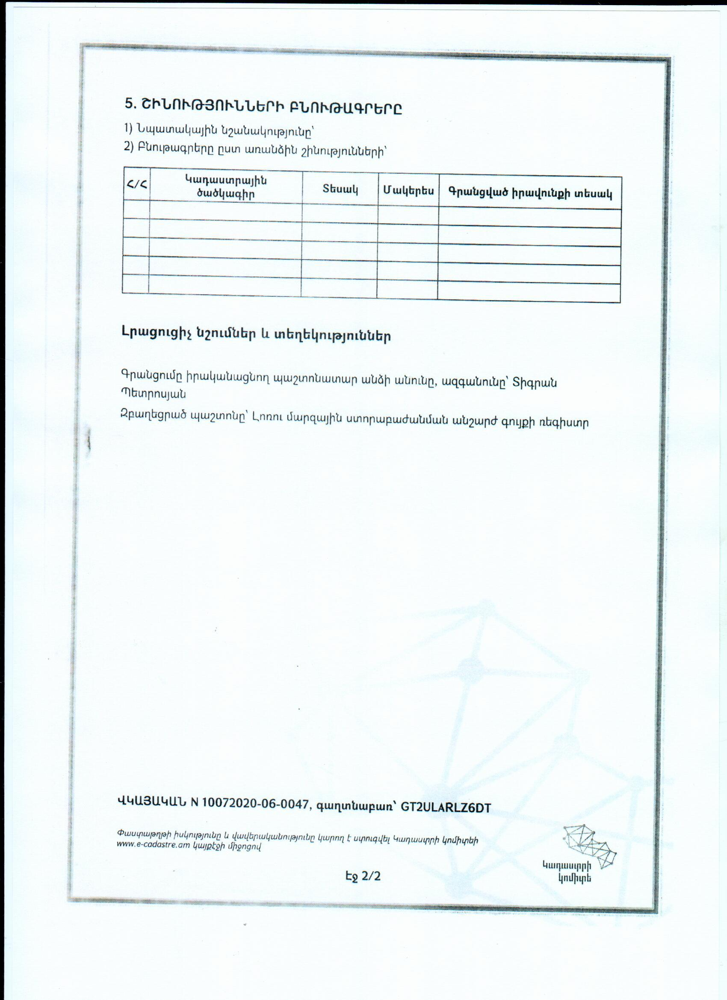 5. ՇԻՆՈՒԹՅՈՒՆՆԵՐԻ ԲՆՈՒԹԱԳՐԵՐԸ
1) Նպատակային նշանակությունը՝
2) Բնութագրերը ըստ առանձին շինությունների՝
Հ/Հ
Կադաստրային
ծածկագիր
Տեսակ
Մակերես
Գրանցված իրավունքի տեսակ
Լրացուցիչ նշումներ և տեղեկություններ
Գրանցումը իրականացնող պաշտոնատար անձի անունը, ազգանունը՝ Տիգրան
Պետրոսյան
Զբաղեցրած պաշտոնը՝ Լոռու մարզային ստորաբաժանման անշարժ գույքի ռեգիստր
ՎԿԱՅԱԿԱՆ N 10072020-06-0047, գաղտնաբառ՝ GT2ULARLZ6DT
Փաստաթղթի իսկությունը և վավերականությունը կարող է ստուգվել Կադաստրի կոմիտեի
www.e-cadastre.am կայքէջի միջոցով
Կադաստրի
կոմիտե
Էջ 2/2